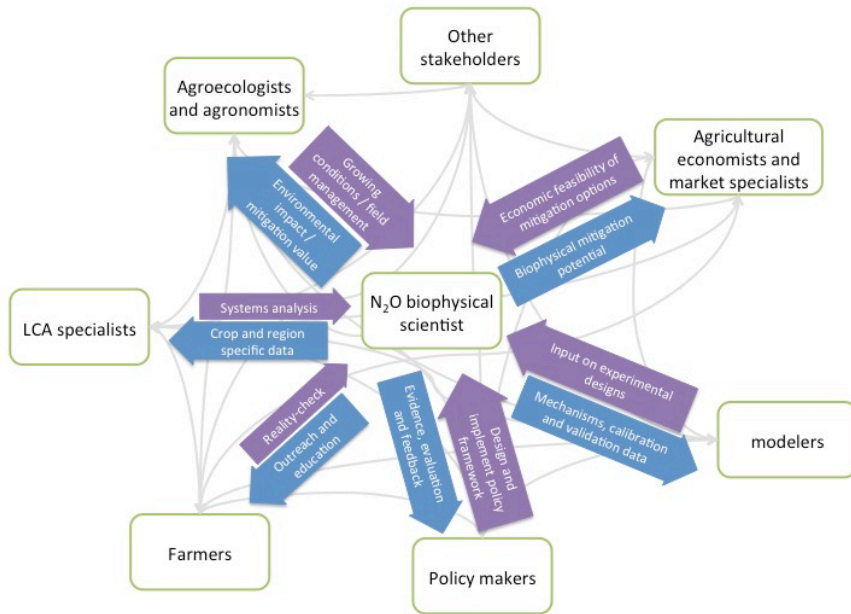 Other
stakeholders
Agroecologists
and agronomists
Agricultural
economists and
market specialists
Growing
conditions / field
management
Environmental
impact /
mitigation value
Economic feasibility of
mitigation options
Biophysical mitigation
potential
N₂O biophysical
scientist
LCA specialists
Systems analysis
Crop and region
specific data
Input on experimental
designs
Mechanisms, calibration
and validation data
modelers
Reality-check
Outreach and
education
Evidence, evaluation
and feedback
Design and
implement policy
framework
Farmers
Policy makers